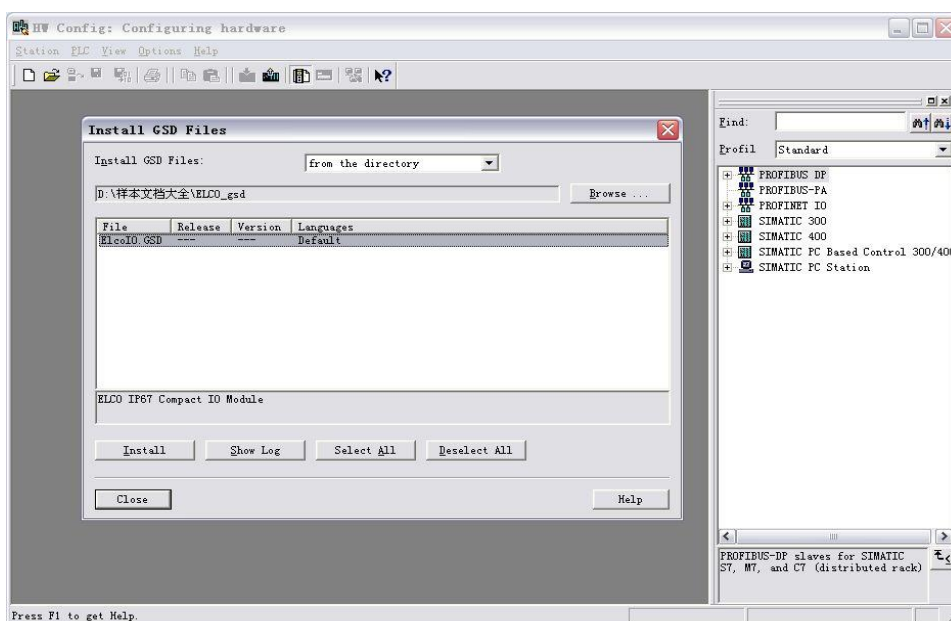 HW Config: Configuring hardware
Station PLC View Options Help
Install GSD Files
Install GSD Files:
from the directory
D:\样本文档大全\ELCO_gsd
Browse ...
File Release Version Languages
ElcoIO.GSD --- --- Default
ELCO IP67 Compact IO Module
Install Show Log Select All Deselect All
Close Help
Find:
Profil Standard
PROFIBUS DP
PROFIBUS-PA
PROFINET IO
SIMATIC 300
SIMATIC 400
SIMATIC PC Based Control 300/400
SIMATIC PC Station
PROFIBUS-DP slaves for SIMATIC
S7, M7, and C7 (distributed rack)
Press F1 to get Help.